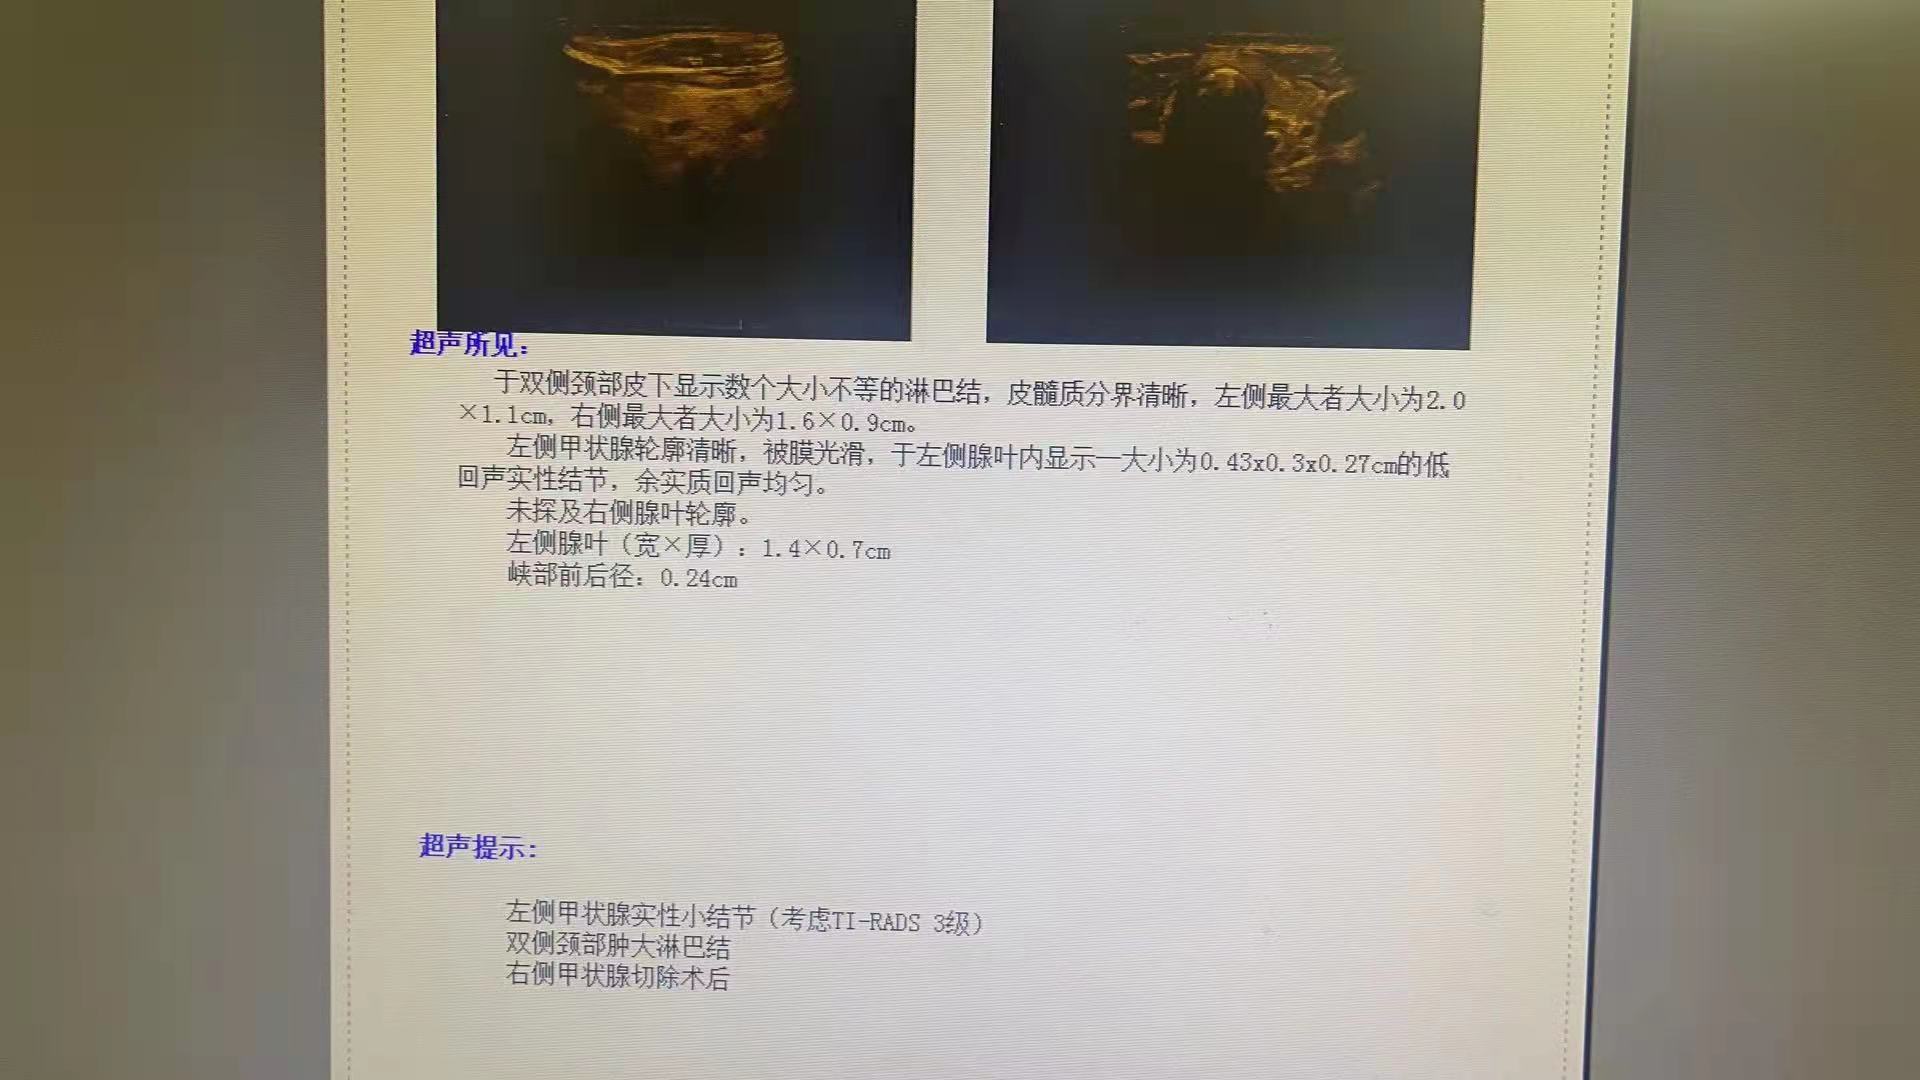 超声所见：
于双侧颈部皮下显示数个大小不等的淋巴结，皮髓质分界清晰，左侧最大者大小为2.0
×1.1cm，右侧最大者大小为1.6×0.9cm。
左侧甲状腺轮廓清晰，被膜光滑，于左侧腺叶内显示一大小为0.43x0.3x0.27cm的低
回声实性结节，余实质回声均匀。
未探及右侧腺叶轮廓。
左侧腺叶（宽×厚）：1.4×0.7cm
峡部前后径：0.24cm
超声提示：
左侧甲状腺实性小结节（考虑TI-RADS 3级）
双侧颈部肿大淋巴结
右侧甲状腺切除术后